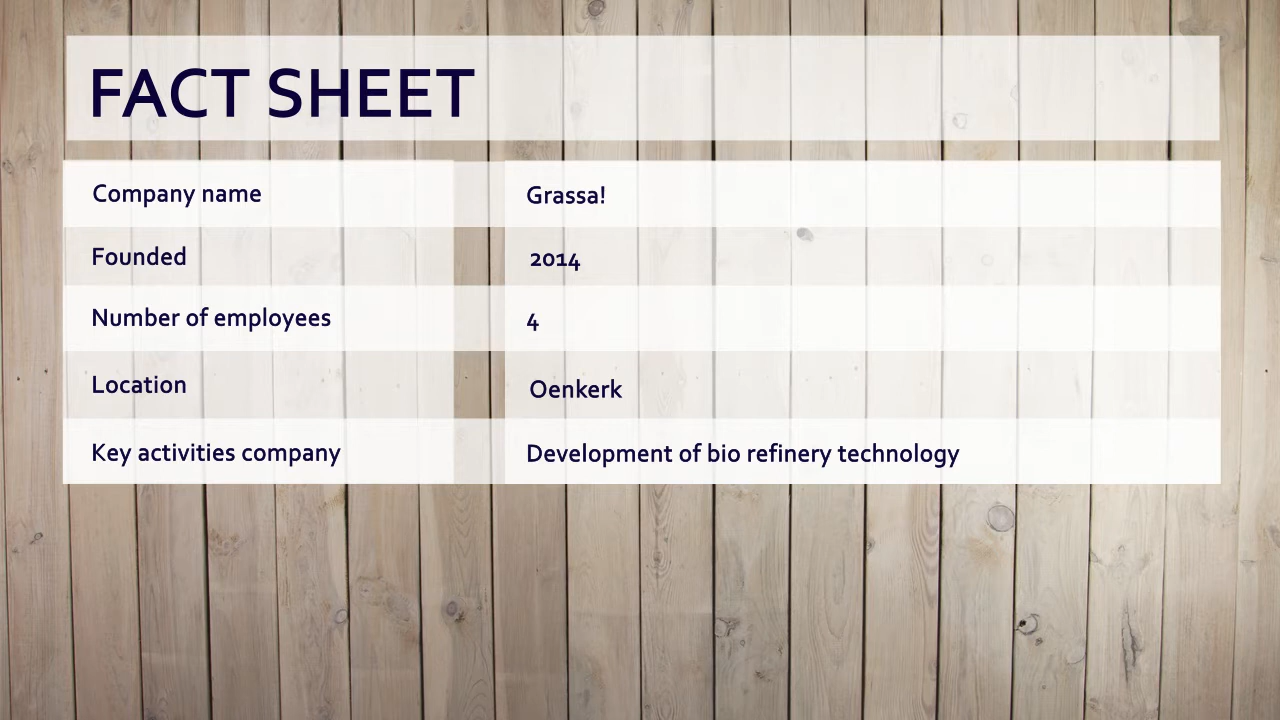 FACT SHEET
Company name Grassa!
Founded 2014
Number of employees 4
Location Oenkerk
Key activities company Development of bio refinery technology